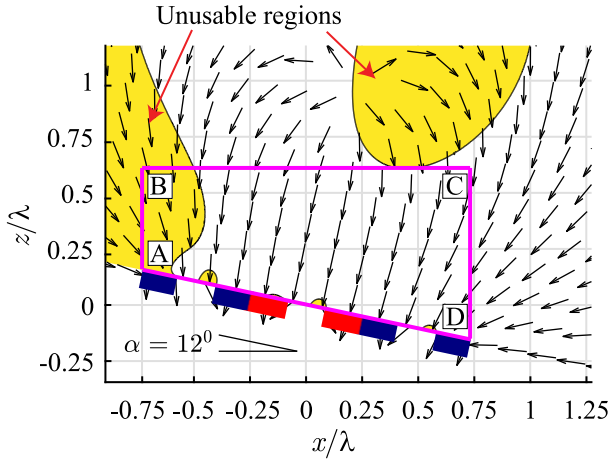 Unusable regions
1
0.75
0.5
0.25
0
-0.25
z/λ
B
C
A
D
α = 12⁰
-0.75 -0.5 -0.25 0 0.25 0.5 0.75 1 1.25
x/λ